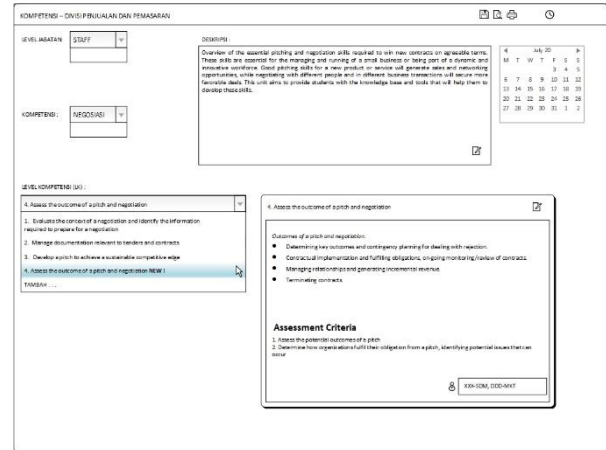 KOMPETENSI – DIVISI PENJUALAN DAN PEMASARAN
LEVEL JABATAN:
STAFF
DESKRIPSI :
Overview of the essential pitching and negotiation skills required to win new contracts on agreeable terms.
These skills are essential for the managing and running of a small business or being part of a dynamic and
innovative workforce. Good pitching skills for a new product or service will generate sales and networking
opportunities, while negotiating with different people and in different business transactions will secure more
favorable deals. This unit aims to provide students with the knowledge base and tools that will help them to
develop these skills.
July 20
M T W T F S S
3 4 5
6 7 8 9 10 11 12
13 14 15 16 17 18 19
20 21 22 23 24 25 26
27 28 29 30 31 1 2
KOMPETENSI :
NEGOSIASI
LEVEL KOMPETENSI (LK) :
4. Assess the outcome of a pitch and negotiation
1. Evaluate the context of a negotiation and identify the information
required to prepare for a negotiation
2. Manage documentation relevant to tenders and contracts
3. Develop a pitch to achieve a sustainable competitive edge
4. Assess the outcome of a pitch and negotiation NEW !
TAMBAH . . .
4. Assess the outcome of a pitch and negotiation
Outcomes of a pitch and negotiation:
● Determining key outcomes and contingency planning for dealing with rejection.
● Contractual implementation and fulfilling obligations, on-going monitoring/review of contracts.
● Managing relationships and generating incremental revenue.
● Terminating contracts.
Assessment Criteria
1. Assess the potential outcomes of a pitch
2. Determine how organisations fulfil their obligation from a pitch, identifying potential issues that can
occur